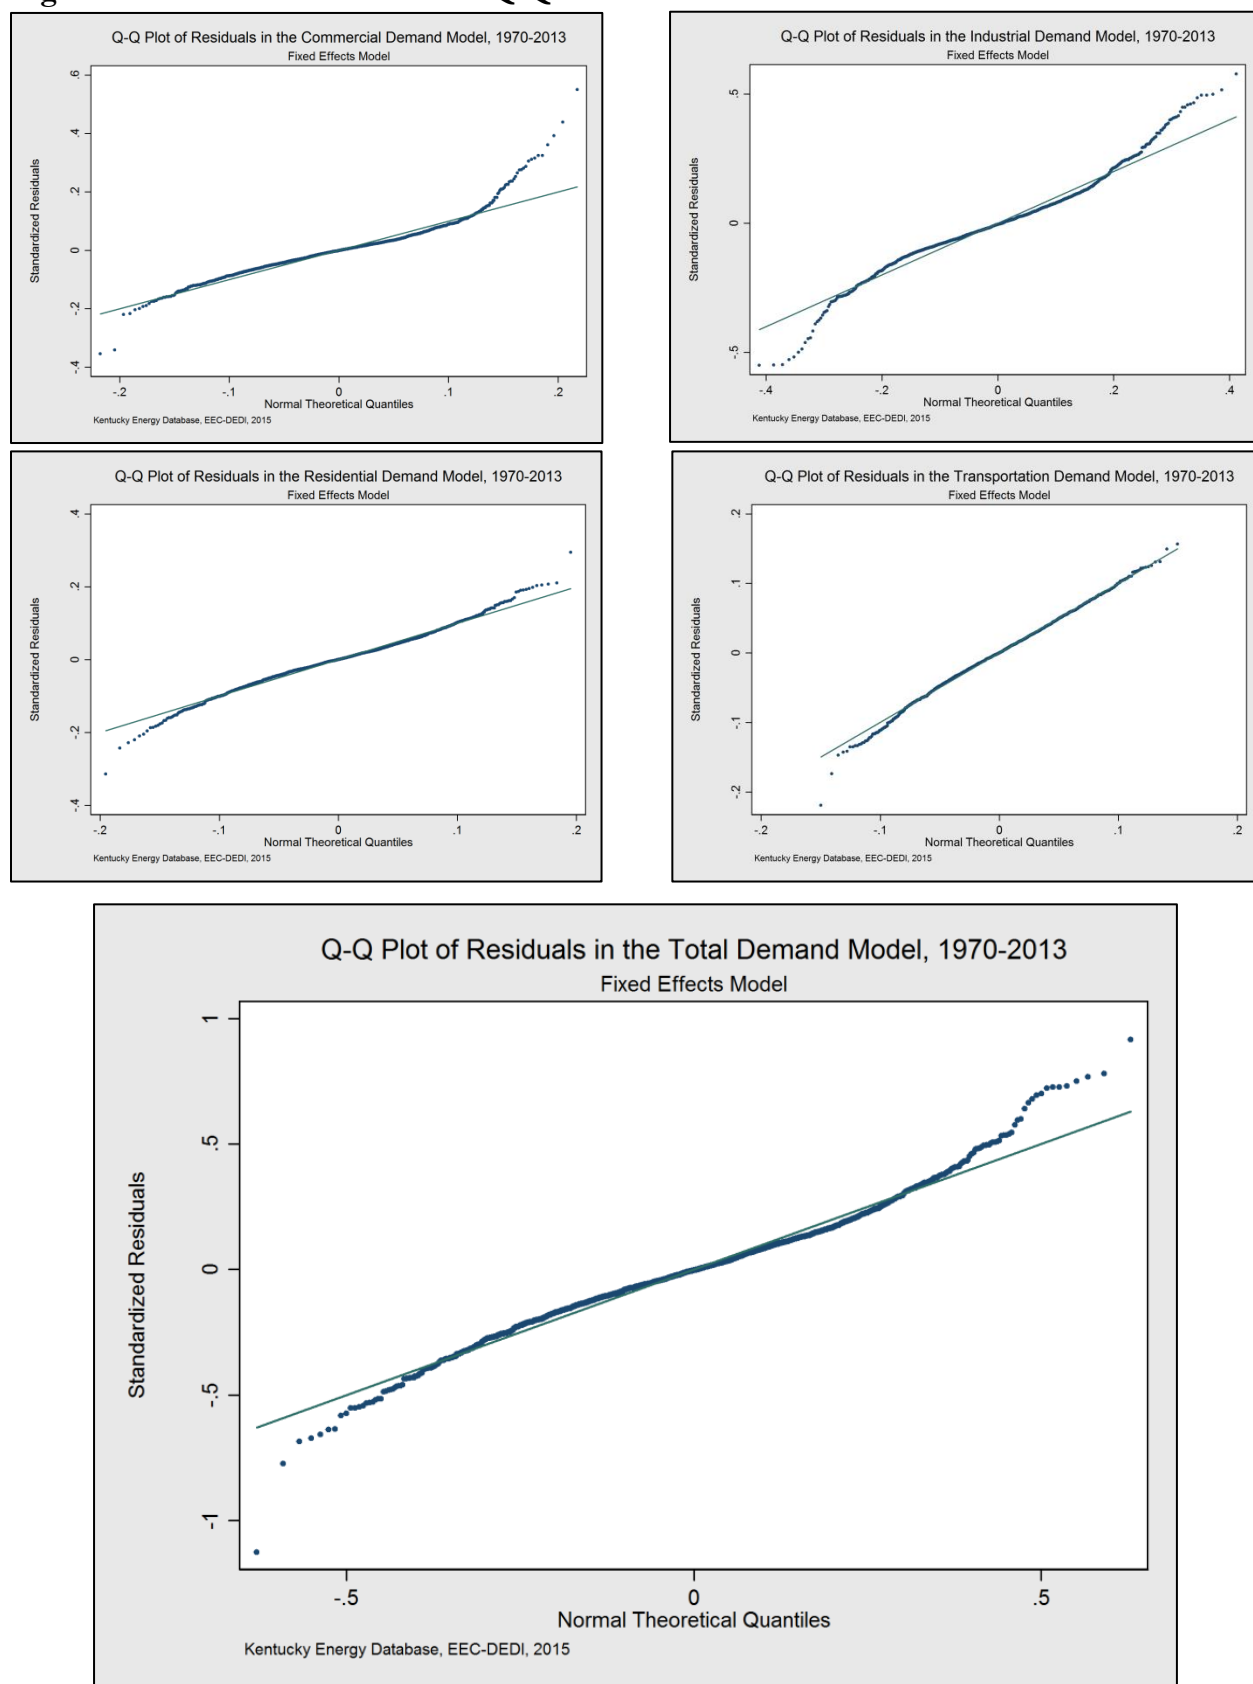 Q-Q Plot of Residuals in the Commercial Demand Model, 1970-2013
Fixed Effects Model
Standardized Residuals
.6
.4
.2
0
-.2
-.4
-.2
-.1
0
.1
.2
Normal Theoretical Quantiles
Kentucky Energy Database, EEC-DEDI, 2015
Q-Q Plot of Residuals in the Industrial Demand Model, 1970-2013
Fixed Effects Model
Standardized Residuals
.5
0
-.5
-.4
-.2
0
.2
.4
Normal Theoretical Quantiles
Kentucky Energy Database, EEC-DEDI, 2015
Q-Q Plot of Residuals in the Residential Demand Model, 1970-2013
Fixed Effects Model
Standardized Residuals
.4
.2
0
-.2
-.4
-.2
-.1
0
.1
.2
Normal Theoretical Quantiles
Kentucky Energy Database, EEC-DEDI, 2015
Q-Q Plot of Residuals in the Transportation Demand Model, 1970-2013
Fixed Effects Model
Standardized Residuals
.2
.1
0
-.1
-.2
-.2
-.1
0
.1
.2
Normal Theoretical Quantiles
Kentucky Energy Database, EEC-DEDI, 2015
Q-Q Plot of Residuals in the Total Demand Model, 1970-2013
Fixed Effects Model
Standardized Residuals
1
.5
0
-.5
-1
-.5
0
.5
Normal Theoretical Quantiles
Kentucky Energy Database, EEC-DEDI, 2015